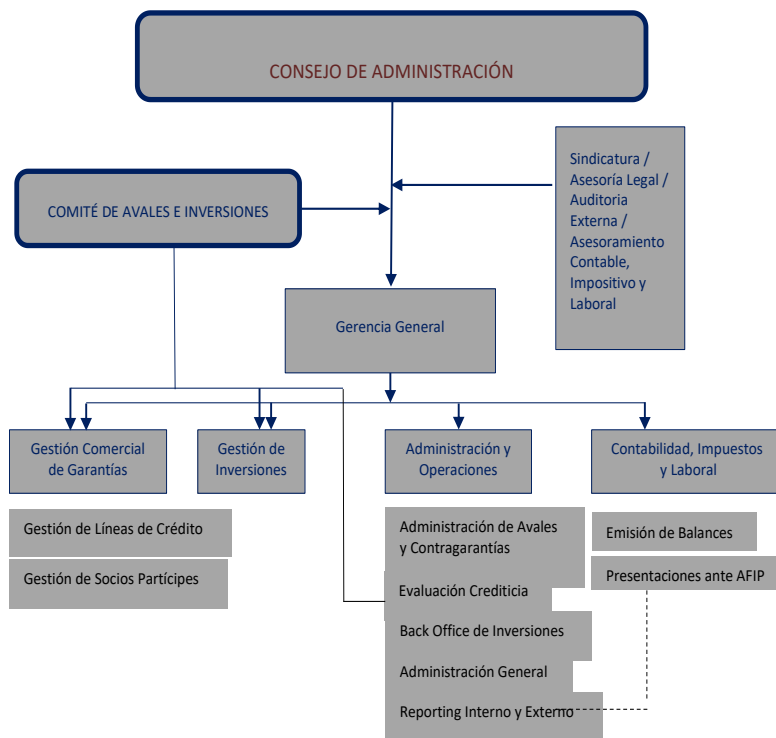 CONSEJO DE ADMINISTRACIÓN
Sindicatura /
Asesoría Legal /
Auditoria
Externa /
Asesoramiento
Contable,
Impositivo y
Laboral
COMITÉ DE AVALES E INVERSIONES
Gerencia General
Gestión Comercial
de Garantías
Gestión de
Inversiones
Administración y
Operaciones
Contabilidad, Impuestos
y Laboral
Gestión de Líneas de Crédito
Gestión de Socios Partícipes
Administración de Avales
y Contragarantías
Evaluación Crediticia
Back Office de Inversiones
Administración General
Reporting Interno y Externo
Emisión de Balances
Presentaciones ante AFIP